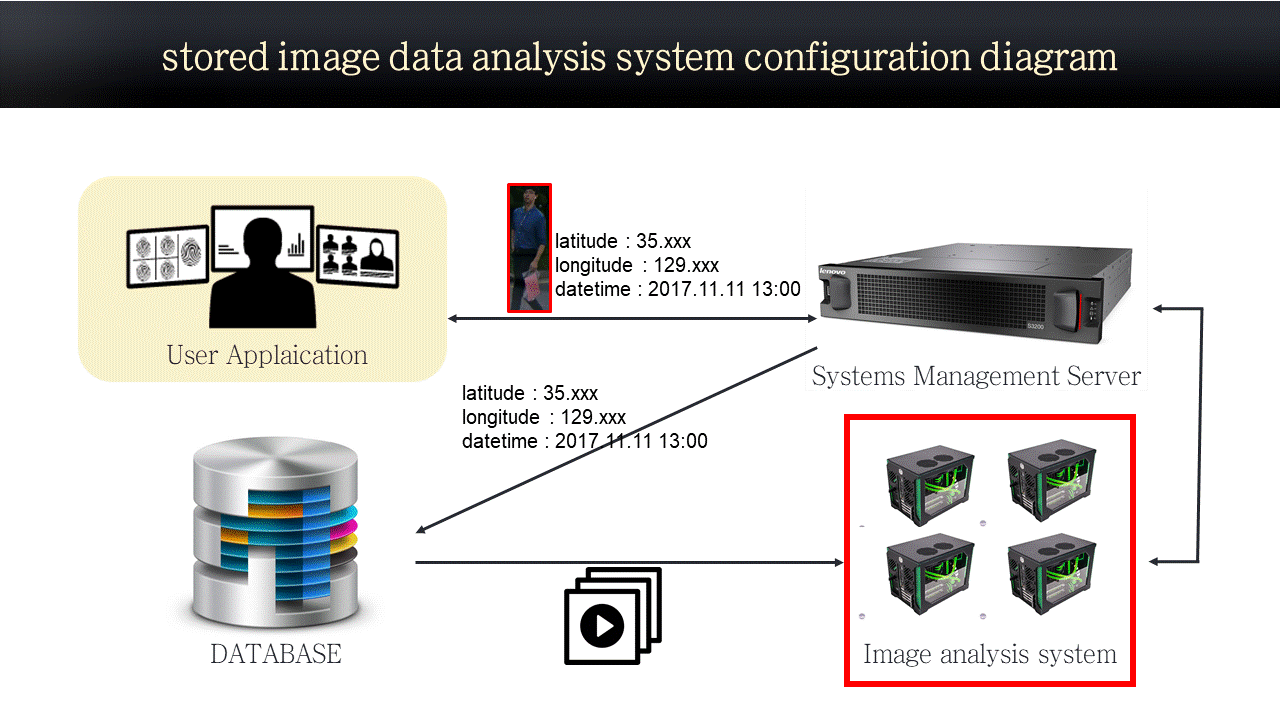 stored image data analysis system configuration diagram
latitude : 35.xxx
longitude : 129.xxx
datetime : 2017.11.11 13:00
lenovo
S3200
User Applaication
Systems Management Server
latitude : 35.xxx
longitude : 129.xxx
datetime : 2017.11.11 13:00
DATABASE
Image analysis system